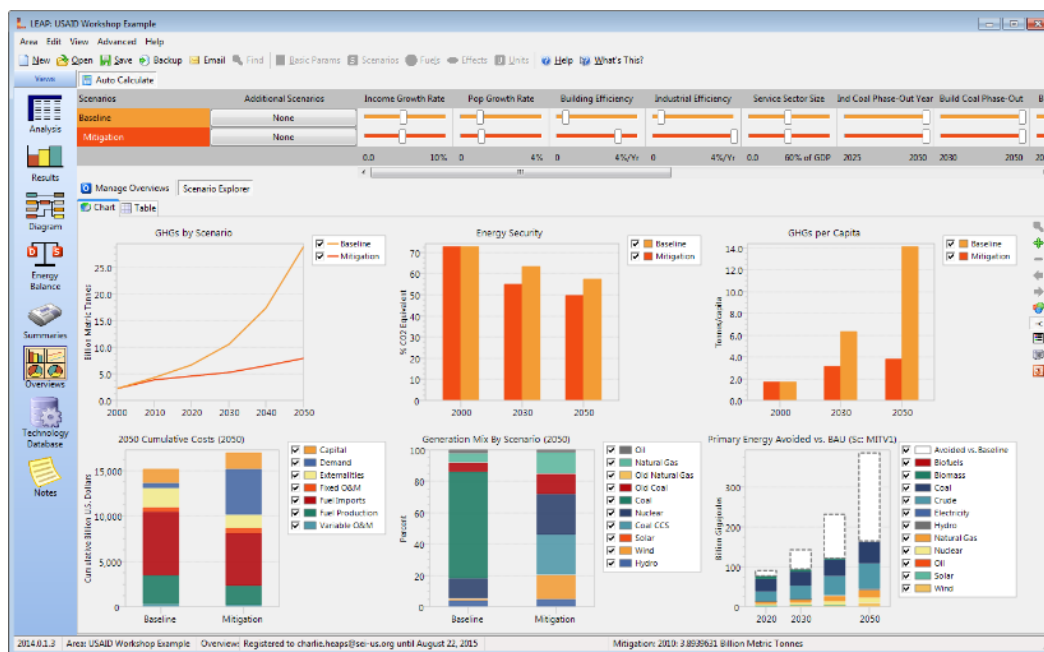 LEAP: USAID Workshop Example
Area Edit View Advanced Help
New Open Save Backup Email Find Basic Params Scenarios Fuels Effects Units Help What's This?
Views
Auto Calculate
Scenarios Additional Scenarios Income Growth Rate Pop Growth Rate Building Efficiency Industrial Efficiency Service Sector Size Ind Coal Phase-Out Year Build Coal Phase-Out
Baseline None
Mitigation None
0.0 10% 0 4% 0 4%/Yr 0 4%/Yr 0.0 60% of GDP 2025 2050 2030 2050
Manage Overviews Scenario Explorer
Chart Table
Analysis
Results
Diagram
Energy Balance
Summaries
Overviews
Technology Database
Notes
GHGs by Scenario
Baseline
Mitigation
Billion Metric Tonnes
25.0
20.0
15.0
10.0
5.0
0.0
2000 2010 2020 2030 2040 2050
Energy Security
Baseline
Mitigation
% CO2 Equivalent
70
60
50
40
30
20
10
0
2000 2030 2050
GHGs per Capita
Baseline
Mitigation
Tonnes/capita
14.0
12.0
10.0
8.0
6.0
4.0
2.0
0.0
2000 2030 2050
2050 Cumulative Costs (2050)
Capital
Demand
Externalities
Fixed O&M
Fuel Imports
Fuel Production
Variable O&M
Cumulative Billion U.S. Dollars
15,000
10,000
5,000
0
Baseline Mitigation
Generation Mix By Scenario (2050)
Oil
Natural Gas
Old Natural Gas
Old Coal
Coal
Nuclear
Coal CCS
Solar
Wind
Hydro
Percent
100
80
60
40
20
0
Baseline Mitigation
Primary Energy Avoided vs. BAU (Sc: MITV1)
Avoided vs. Baseline
Biofuels
Biomass
Coal
Crude
Electricity
Hydro
Natural Gas
Nuclear
Oil
Solar
Wind
Billion Gigajoules
300
200
100
0
2020 2030 2050
2014.0.1.3 Area: USAID Workshop Example Overviews Registered to charlie.heaps@sei-us.org until August 22, 2015 Mitigation: 2010: 3.8939631 Billion Metric Tonnes